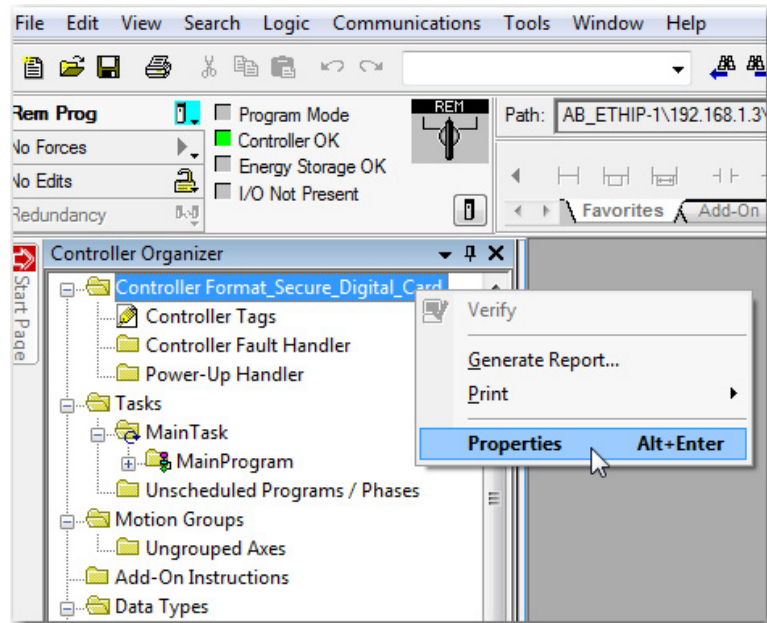 File Edit View Search Logic Communications Tools Window Help
Rem Prog
No Forces
No Edits
Redundancy
Program Mode
Controller OK
Energy Storage OK
I/O Not Present
REM
Path: AB_ETHIP-1\192.168.1.3\
Favorites Add-On
Start Page
Controller Organizer
Controller Format_Secure_Digital_Card
Controller Tags
Controller Fault Handler
Power-Up Handler
Tasks
MainTask
MainProgram
Unscheduled Programs / Phases
Motion Groups
Ungrouped Axes
Add-On Instructions
Data Types
Verify
Generate Report...
Print
Properties Alt+Enter